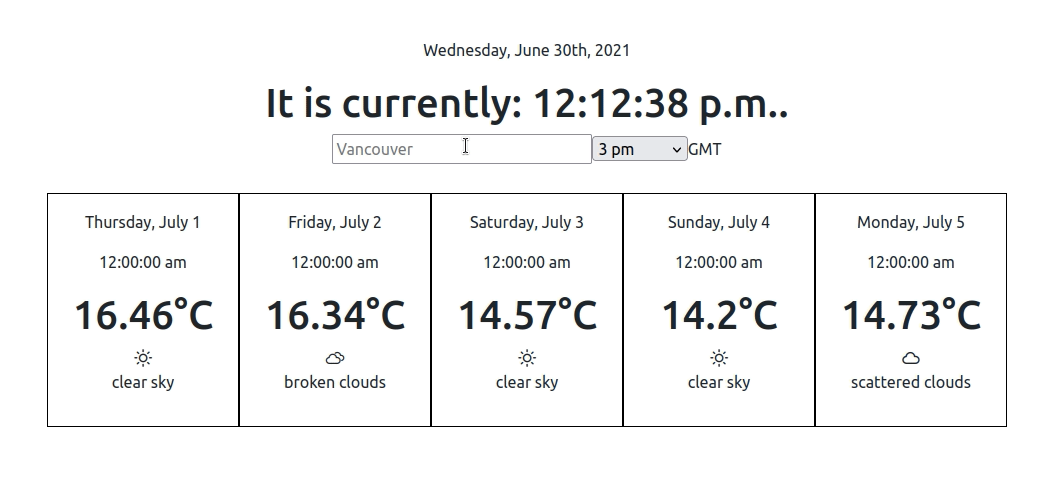 Wednesday, June 30th, 2021
It is currently: 12:12:38 p.m..
Vancouver 3 pm GMT
Thursday, July 1
12:00:00 am
16.46°C
clear sky
Friday, July 2
12:00:00 am
16.34°C
broken clouds
Saturday, July 3
12:00:00 am
14.57°C
clear sky
Sunday, July 4
12:00:00 am
14.2°C
clear sky
Monday, July 5
12:00:00 am
14.73°C
scattered clouds